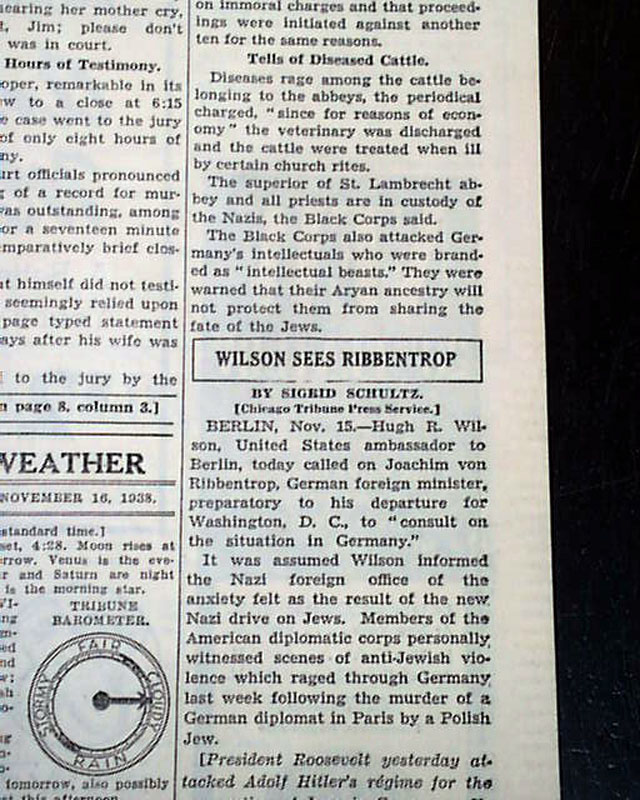 hearing her mother cry,
Jim; please don't
was in court.
Hours of Testimony.
oper, remarkable in its
w to a close at 6:15
e case went to the jury
of only eight hours of
ny.
urt officials pronounced
g of a record for mur-
was outstanding, among
or a seventeen minute
mparatively brief clos-
at himself did not testi-
seemingly relied upon
page typed statement
ays after his wife was
to the jury by the
n page 8, column 3.]
WEATHER
NOVEMBER 16, 1938.
standard time.]
set, 4:28. Moon rises at
rrow. Venus is the eve-
r and Saturn are night
is the morning star.
TRIBUNE
BAROMETER.
FAIR
CLOUDY
RAIN
STORMY
tomorrow, also possibly
this afternoon
on immoral charges and that proceed-
ings were initiated against another
ten for the same reasons.
Tells of Diseased Cattle.
Diseases rage among the cattle be-
longing to the abbeys, the periodical
charged, "since for reasons of econ-
omy" the veterinary was discharged
and the cattle were treated when ill
by certain church rites.
The superior of St. Lambrecht ab-
bey and all priests are in custody of
the Nazis, the Black Corps said.
The Black Corps also attacked Ger-
many's intellectuals who were brand-
ed as "intellectual beasts." They were
warned that their Aryan ancestry will
not protect them from sharing the
fate of the Jews.
WILSON SEES RIBBENTROP
BY SIGRID SCHULTZ.
[Chicago Tribune Press Service.]
BERLIN, Nov. 15.—Hugh R. Wil-
son, United States ambassador to
Berlin, today called on Joachim von
Ribbentrop, German foreign minister,
preparatory to his departure for
Washington, D. C., to "consult on
the situation in Germany."
It was assumed Wilson informed
the Nazi foreign office of the
anxiety felt as the result of the new
Nazi drive on Jews. Members of the
American diplomatic corps personally
witnessed scenes of anti-Jewish vio-
lence which raged through Germany
last week following the murder of a
German diplomat in Paris by a Polish
Jew.
[President Roosevelt yesterday at-
tacked Adolf Hitler's régime for the